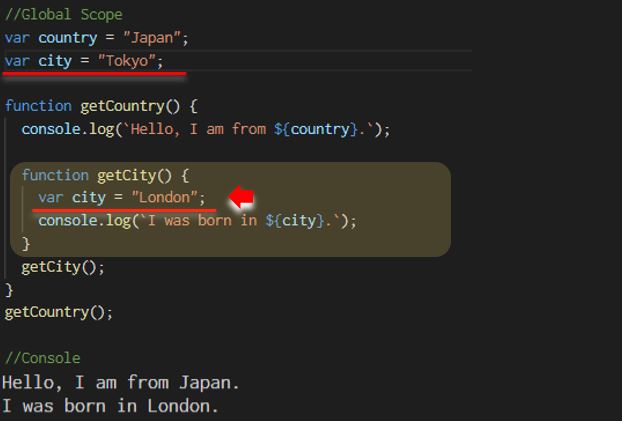 //Global Scope
var country = "Japan";
var city = "Tokyo";
function getCountry() {
console.log(`Hello, I am from ${country}.`);
function getCity() {
var city = "London";
console.log(`I was born in ${city}.`);
}
getCity();
}
getCountry();
//Console
Hello, I am from Japan.
I was born in London.